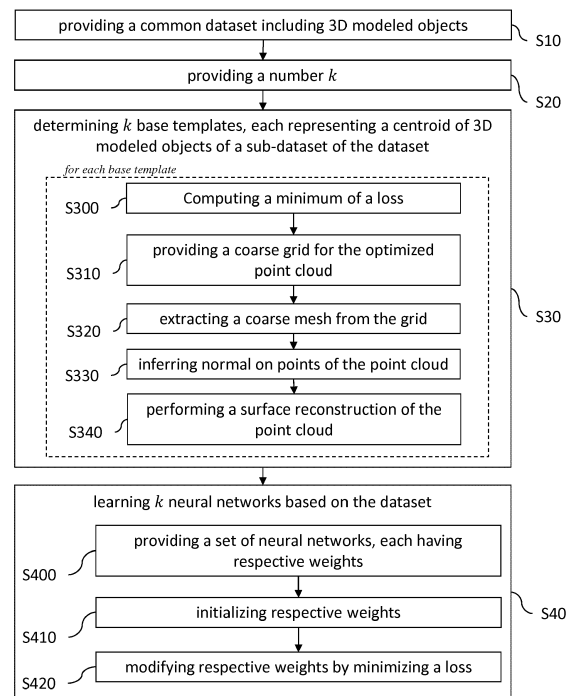 providing a common dataset including 3D modeled objects
S10
providing a number k
S20
determining k base templates, each representing a centroid of 3D
modeled objects of a sub-dataset of the dataset
for each base template
Computing a minimum of a loss
S300
providing a coarse grid for the optimized
point cloud
S310
extracting a coarse mesh from the grid
S320
S30
inferring normal on points of the point cloud
S330
performing a surface reconstruction of the
point cloud
S340
learning k neural networks based on the dataset
providing a set of neural networks, each having
respective weights
S400
initializing respective weights
S410
S40
modifying respective weights by minimizing a loss
S420